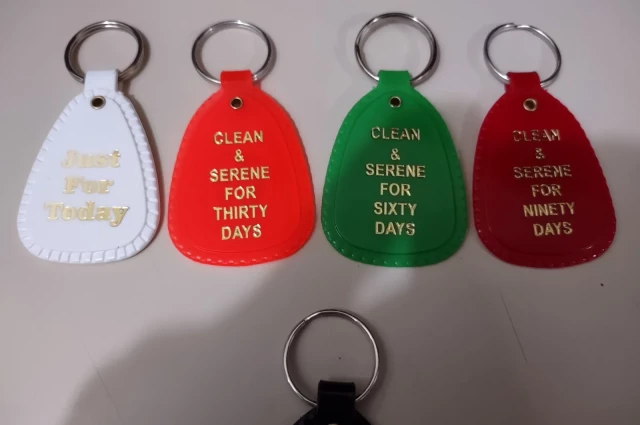 Just
For
Today
CLEAN
&
SERENE
FOR
THIRTY
DAYS
CLEAN
&
SERENE
FOR
SIXTY
DAYS
CLEAN
&
SERENE
FOR
NINETY
DAYS